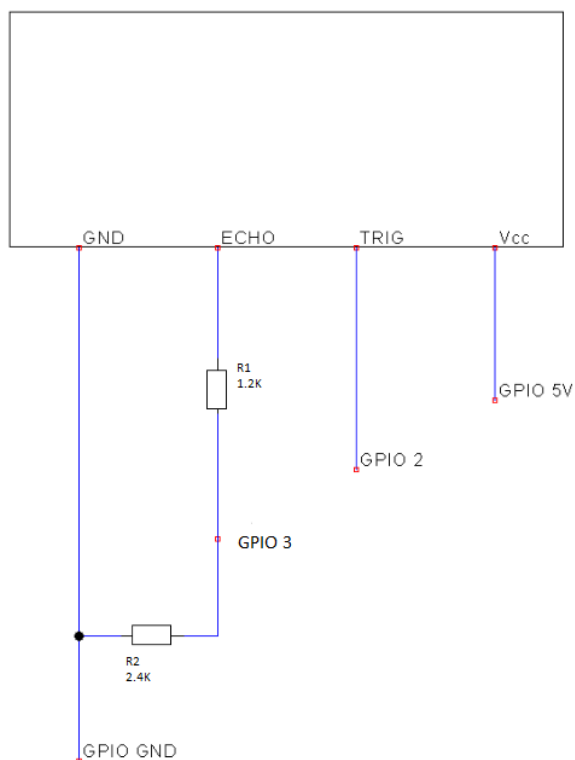 GND
ECHO
TRIG
Vcc
R1
1.2K
GPIO 5V
GPIO 2
GPIO 3
R2
2.4K
GPIO GND